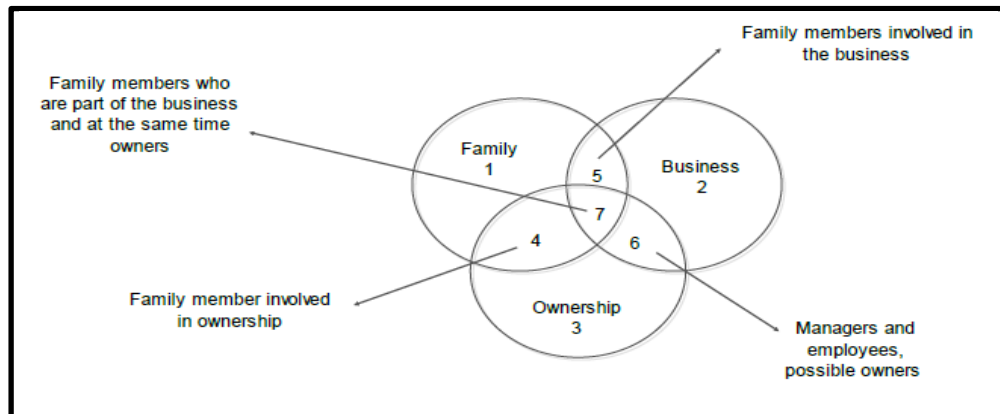 Family members involved in
the business
Family members who
are part of the business
and at the same time
owners
Family
1
5
Business
2
7
4
6
Family member involved
in ownership
Ownership
3
Managers and
employees,
possible owners